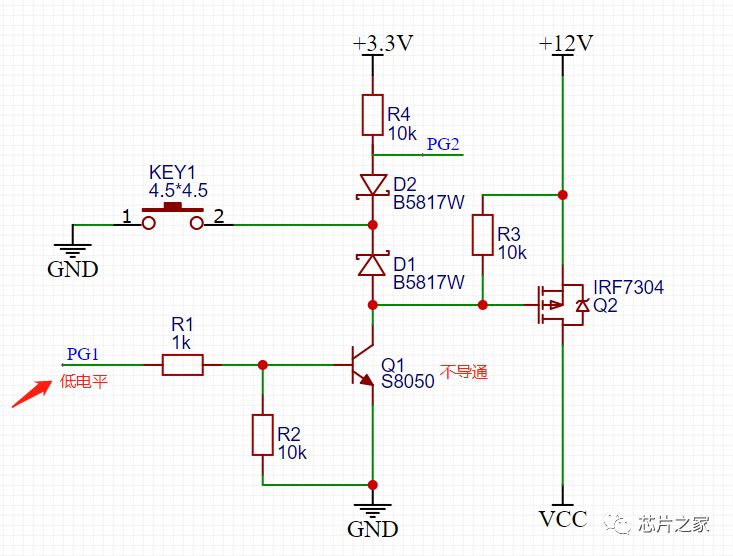 +3.3V
+12V
R4
10k
PG2
KEY1
4.5*4.5
D2
B5817W
1
2
R3
10k
GND
D1
B5817W
IRF7304
Q2
R1
1k
PG1
低电平
Q1
S8050
不导通
R2
10k
GND
VCC
芯片之家